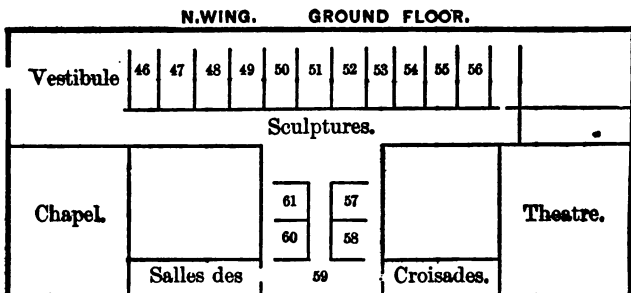 N.WING. GROUND FLOOR.
Vestibule 46 47 48 49 50 51 52 53 54 55 56
Sculptures.
Chapel. 61 57 Theatre.
60 58
Salles des 59 Croisades.